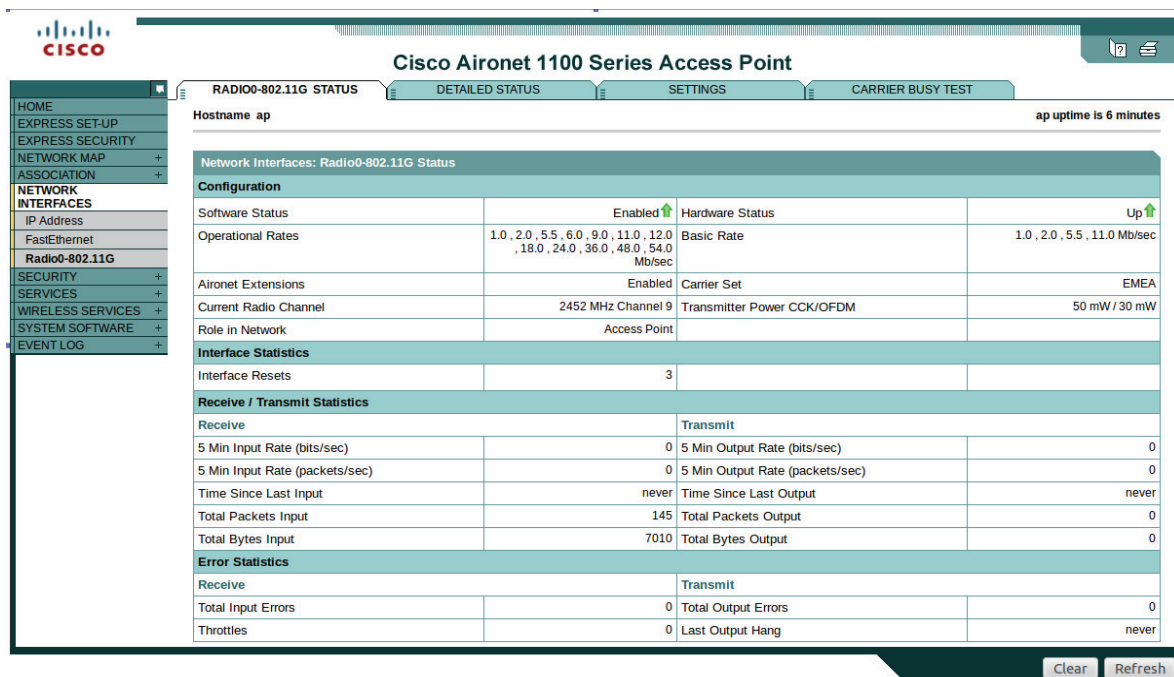 CISCO
Cisco Aironet 1100 Series Access Point
RADIO0-802.11G STATUS
DETAILED STATUS
SETTINGS
CARRIER BUSY TEST
HOME
EXPRESS SET-UP
EXPRESS SECURITY
NETWORK MAP +
ASSOCIATION +
NETWORK
INTERFACES
IP Address
FastEthernet
Radio0-802.11G
SECURITY +
SERVICES +
WIRELESS SERVICES +
SYSTEM SOFTWARE +
EVENT LOG +
Hostname ap
ap uptime is 6 minutes
Network Interfaces: Radio0-802.11G Status
Configuration
Software Status Enabled Hardware Status Up
Operational Rates 1.0 , 2.0 , 5.5 , 6.0 , 9.0 , 11.0 , 12.0
, 18.0 , 24.0 , 36.0 , 48.0 , 54.0
Mb/sec
Basic Rate 1.0 , 2.0 , 5.5 , 11.0 Mb/sec
Aironet Extensions Enabled Carrier Set EMEA
Current Radio Channel 2452 MHz Channel 9 Transmitter Power CCK/OFDM 50 mW / 30 mW
Role in Network Access Point
Interface Statistics
Interface Resets 3
Receive / Transmit Statistics
Receive Transmit
5 Min Input Rate (bits/sec) 0 5 Min Output Rate (bits/sec) 0
5 Min Input Rate (packets/sec) 0 5 Min Output Rate (packets/sec) 0
Time Since Last Input never Time Since Last Output never
Total Packets Input 145 Total Packets Output 0
Total Bytes Input 7010 Total Bytes Output 0
Error Statistics
Receive Transmit
Total Input Errors 0 Total Output Errors 0
Throttles 0 Last Output Hang never
Clear Refresh